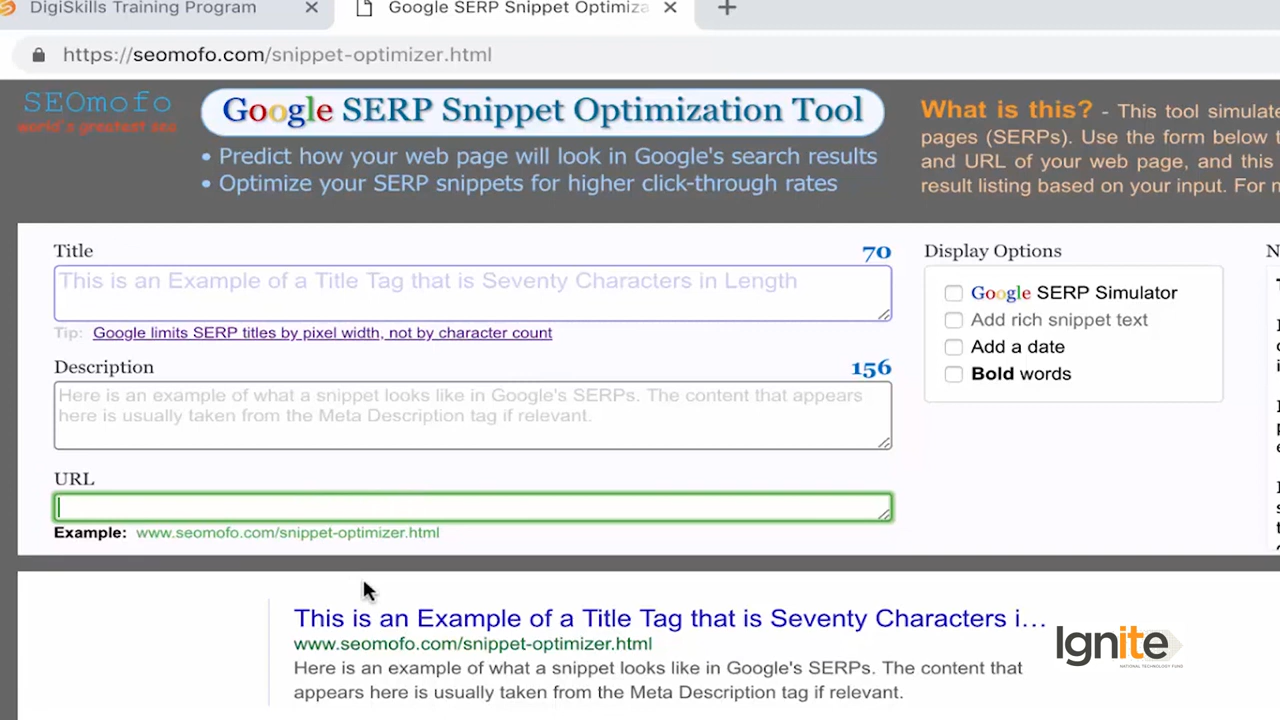 DigiSkills Training Program
Google SERP Snippet Optimiza
https://seomofo.com/snippet-optimizer.html
SEOmofo
world's greatest seo
Google SERP Snippet Optimization Tool
• Predict how your web page will look in Google's search results
• Optimize your SERP snippets for higher click-through rates
What is this? - This tool simulate
pages (SERPs). Use the form below t
and URL of your web page, and this
result listing based on your input. For
Title
70
This is an Example of a Title Tag that is Seventy Characters in Length
Tip: Google limits SERP titles by pixel width, not by character count
Description
156
Here is an example of what a snippet looks like in Google's SERPs. The content that appears
here is usually taken from the Meta Description tag if relevant.
URL
Example: www.seomofo.com/snippet-optimizer.html
Display Options
Google SERP Simulator
Add rich snippet text
Add a date
Bold words
This is an Example of a Title Tag that is Seventy Characters i...
www.seomofo.com/snippet-optimizer.html
Here is an example of what a snippet looks like in Google's SERPs. The content that
appears here is usually taken from the Meta Description tag if relevant.
Ignite
NATIONAL TECHNOLOGY FUND